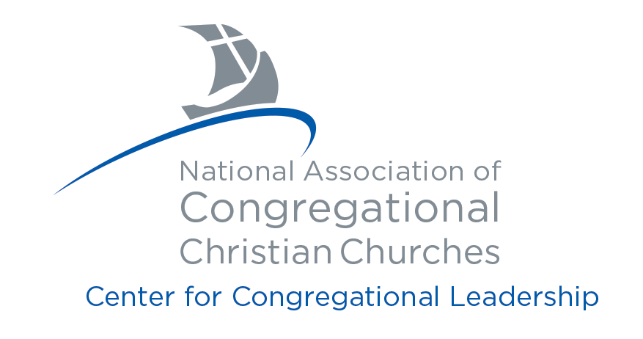 National Association of
Congregational
Christian Churches
Center for Congregational Leadership